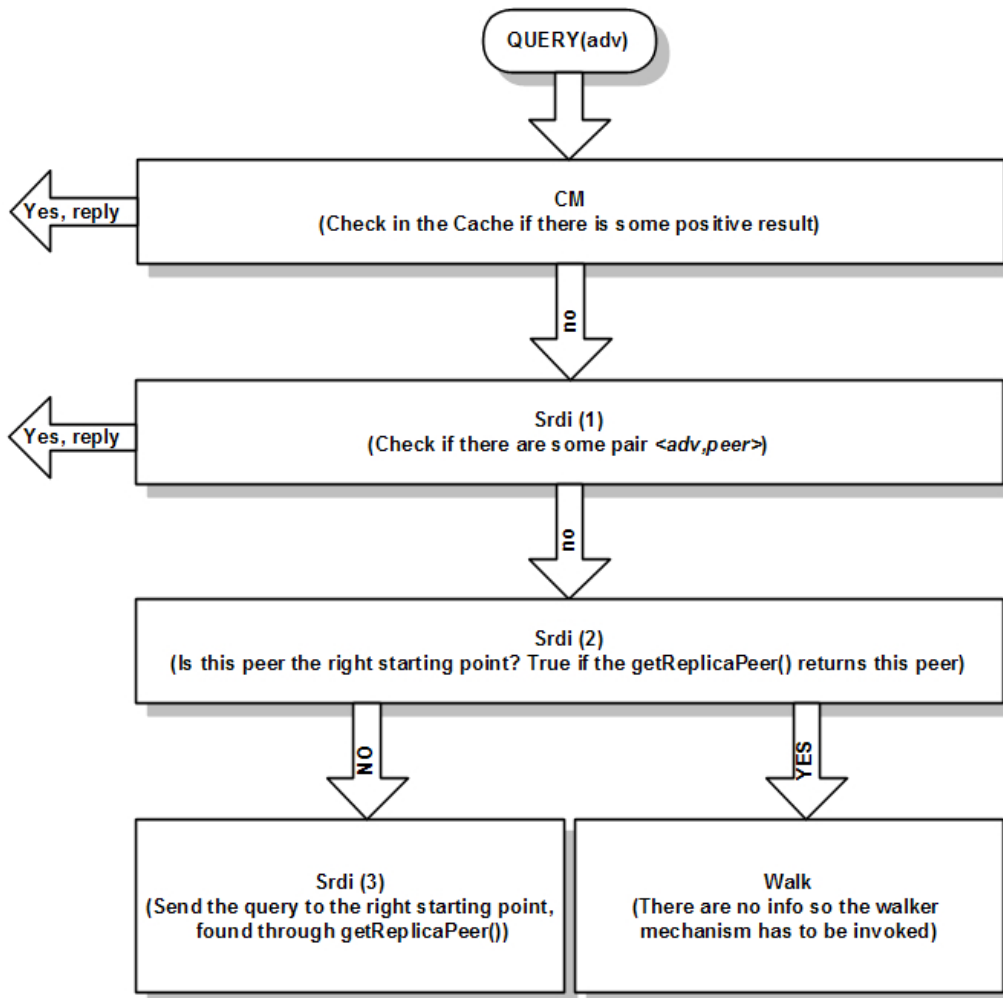 QUERY(adv)
CM
(Check in the Cache if there is some positive result)
Yes, reply
no
Srdi (1)
(Check if there are some pair <adv,peer>)
Yes, reply
no
Srdi (2)
(Is this peer the right starting point? True if the getReplicaPeer() returns this peer)
NO
YES
Srdi (3)
(Send the query to the right starting point,
found through getReplicaPeer())
Walk
(There are no info so the walker
mechanism has to be invoked)